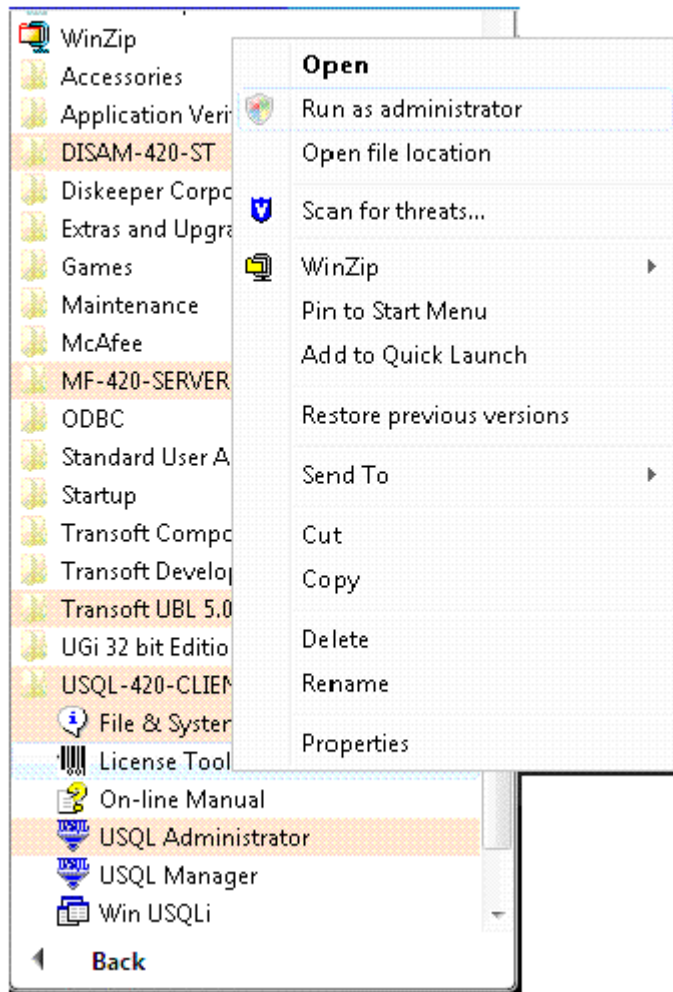 WinZip
Accessories
Application Veri
DISAM-420-ST
Diskeeper Corpo
Extras and Upgra
Games
Maintenance
McAfee
MF-420-SERVER
ODBC
Standard User A
Startup
Transoft Compo
Transoft Develop
Transoft UBL 5.0
UGi 32 bit Editio
USQL-420-CLIEN
File & System
License Tool
On-line Manual
USQL Administrator
USQL Manager
Win USQLi
Back
Open
Run as administrator
Open file location
Scan for threats...
WinZip
Pin to Start Menu
Add to Quick Launch
Restore previous versions
Send To
Cut
Copy
Delete
Rename
Properties